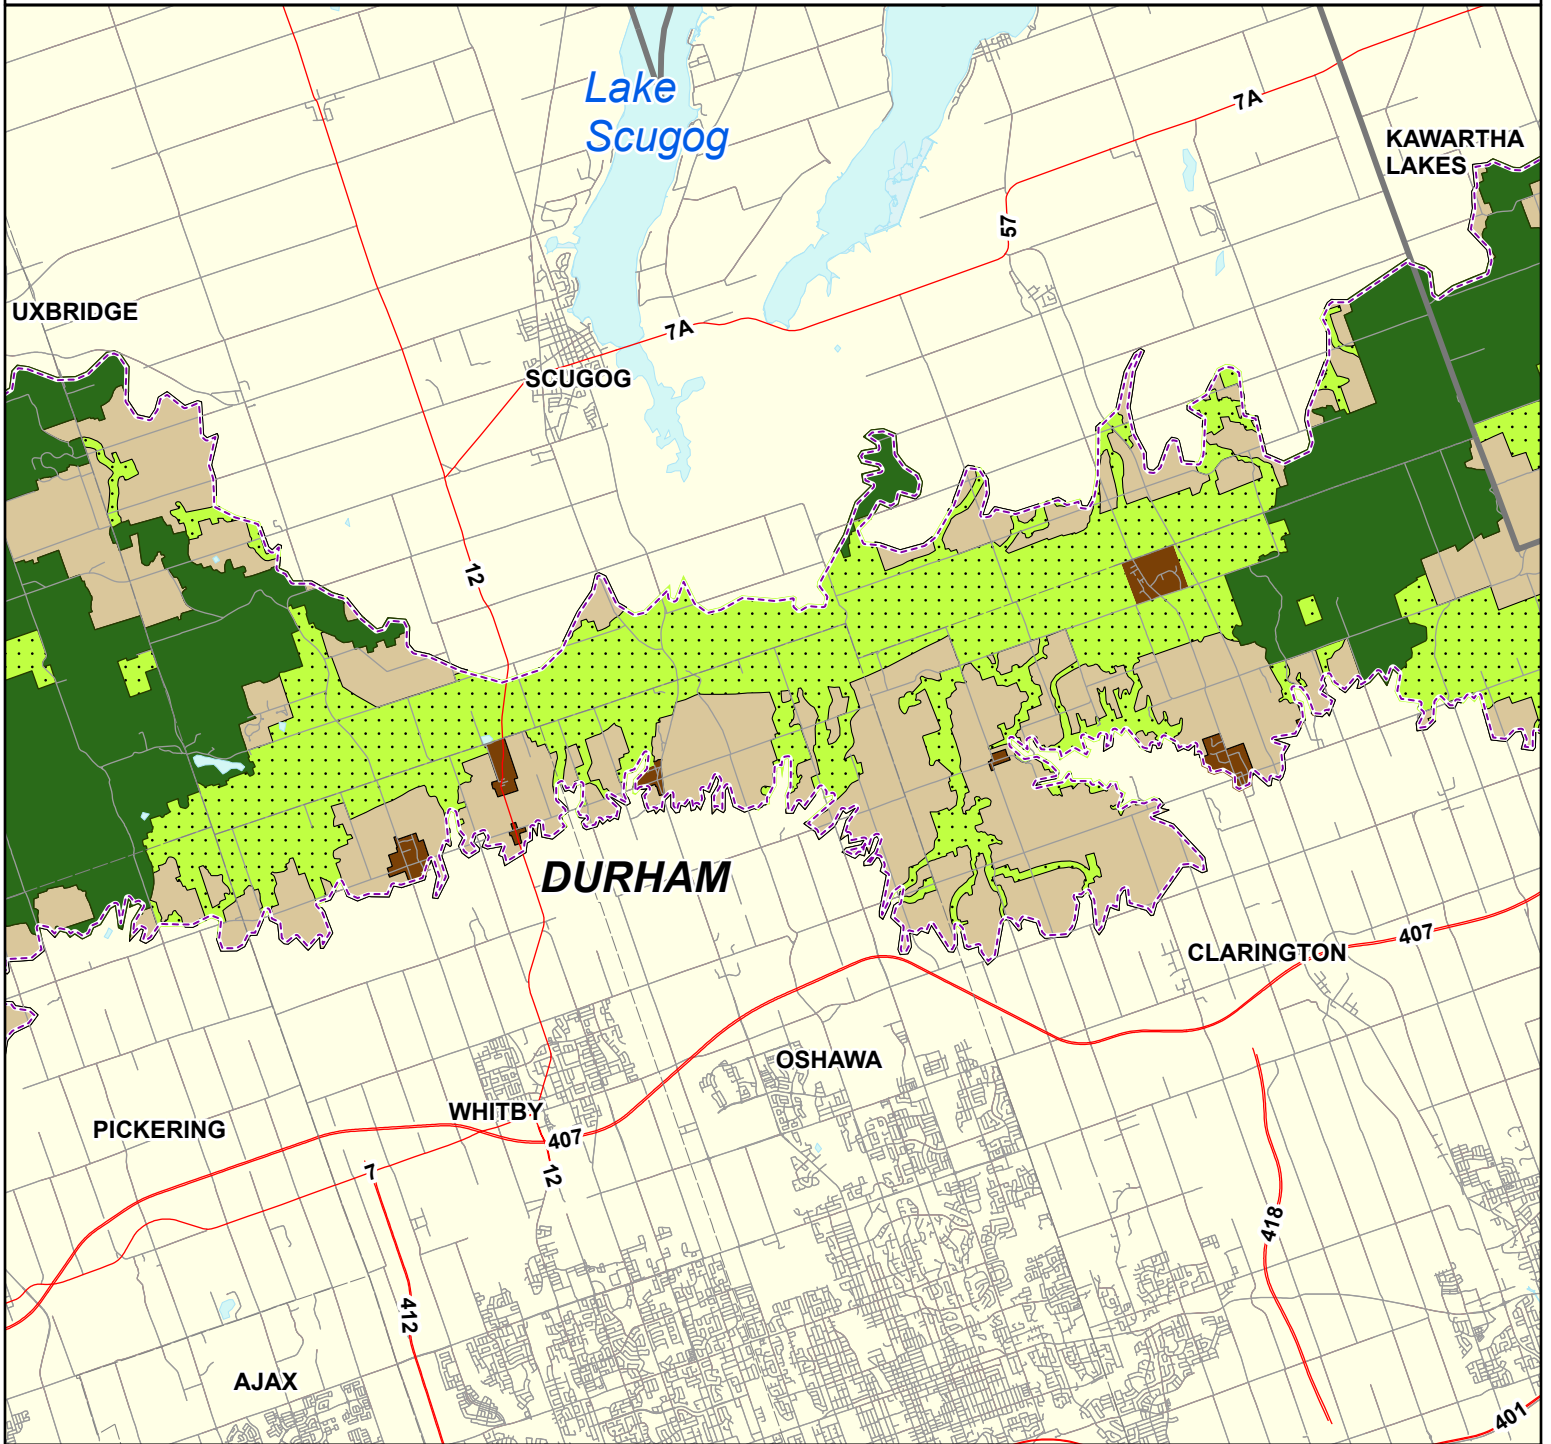 Lake
Scugog
7A
KAWARTHA
LAKES
57
UXBRIDGE
7A
SCUGOG
12
DURHAM
407
CLARINGTON
OSHAWA
WHITBY
PICKERING
407
7
12
418
412
AJAX
401